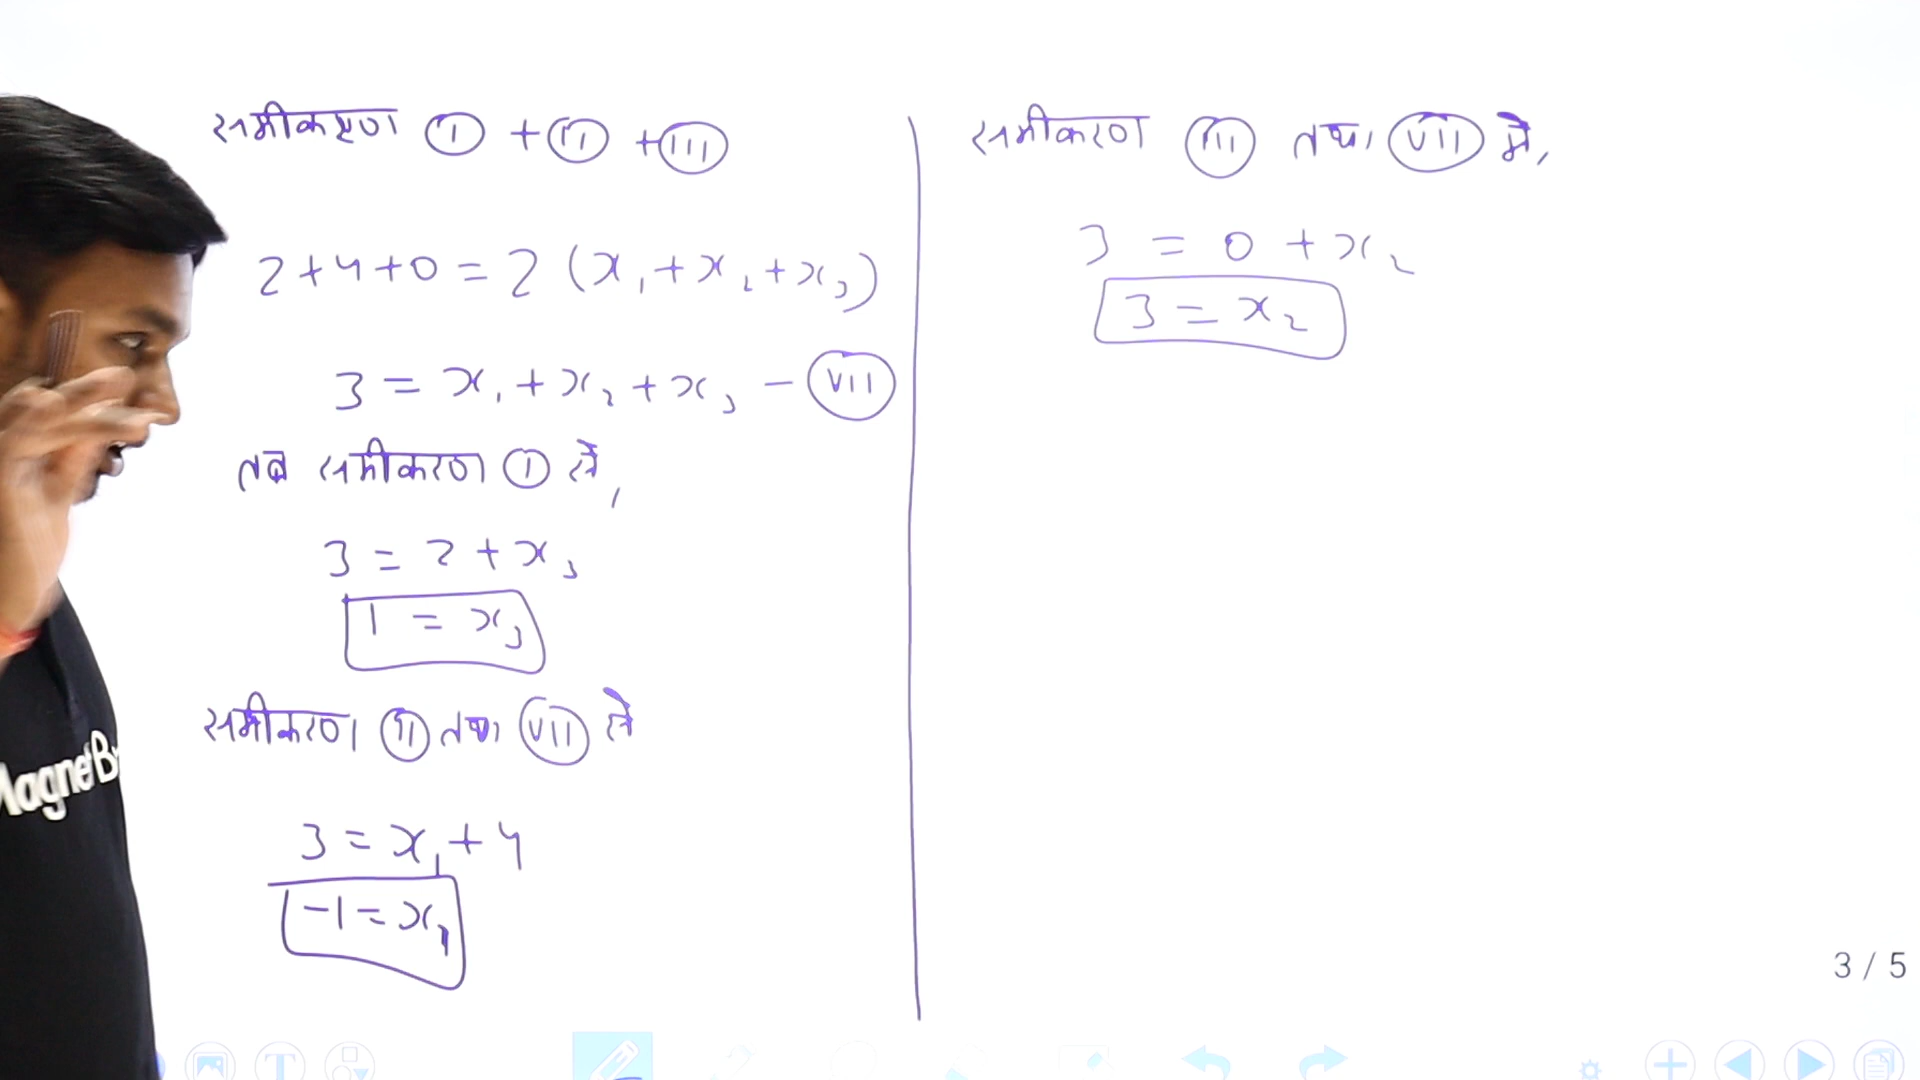 समीकरण I + II + III
2+4+0 = 2 (x₁+x₂+x₃)
3 = x₁+x₂+x₃ – VII
तब समीकरण I से,
3 = 2 + x₃
1 = x₃
समीकरण II तथा VII से
3 = x₁ + 4
-1 = x₁
समीकरण III तथा VII में,
3 = 0 + x₂
3 = x₂
3 / 5
T